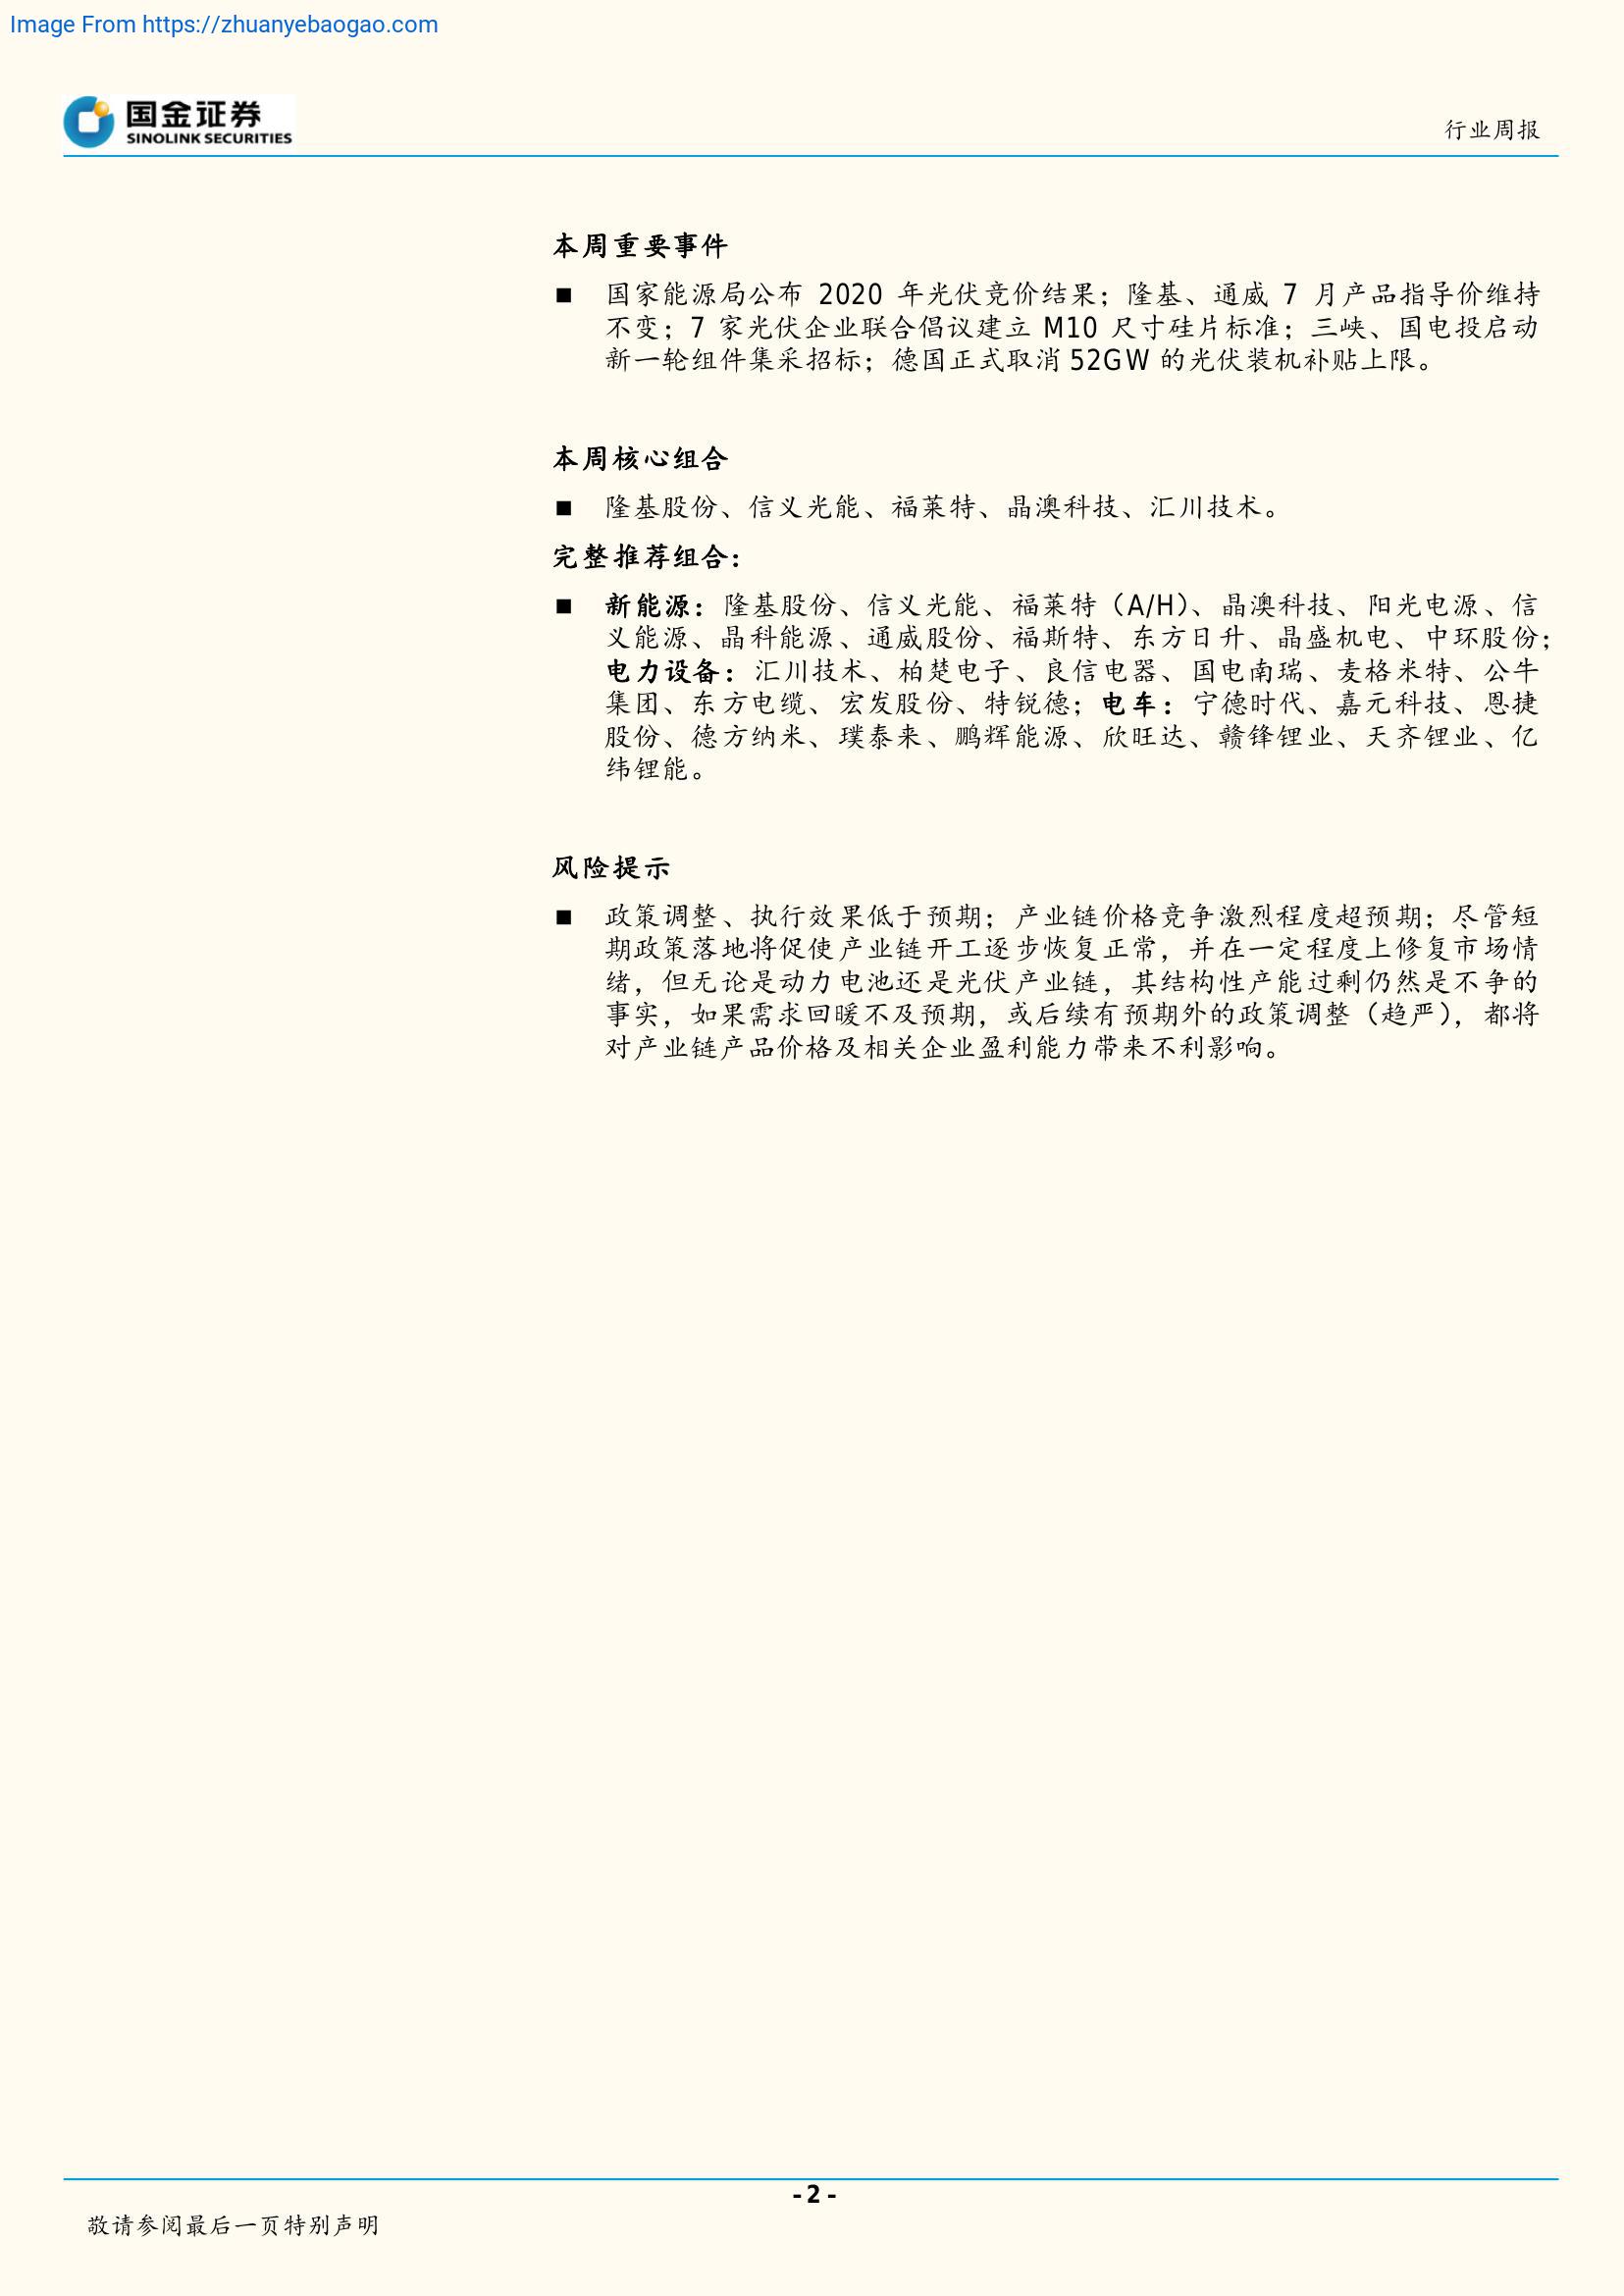 Image From https://zhuanyebaogao.com
国金证券
SINOLINK SECURITIES
行业周报
本周重要事件
■ 国家能源局公布 2020 年光伏竞价结果；隆基、通威 7 月产品指导价维持
不变；7 家光伏企业联合倡议建立 M10 尺寸硅片标准；三峡、国电投启动
新一轮组件集采招标；德国正式取消 52GW 的光伏装机补贴上限。
本周核心组合
■ 隆基股份、信义光能、福莱特、晶澳科技、汇川技术。
完整推荐组合：
■ 新能源：隆基股份、信义光能、福莱特（A/H）、晶澳科技、阳光电源、信
义能源、晶科能源、通威股份、福斯特、东方日升、晶盛机电、中环股份；
电力设备：汇川技术、柏楚电子、良信电器、国电南瑞、麦格米特、公牛
集团、东方电缆、宏发股份、特锐德；电车：宁德时代、嘉元科技、恩捷
股份、德方纳米、璞泰来、鹏辉能源、欣旺达、赣锋锂业、天齐锂业、亿
纬锂能。
风险提示
■ 政策调整、执行效果低于预期；产业链价格竞争激烈程度超预期；尽管短
期政策落地将促使产业链开工逐步恢复正常，并在一定程度上修复市场情
绪，但无论是动力电池还是光伏产业链，其结构性产能过剩仍然是不争的
事实，如果需求回暖不及预期，或后续有预期外的政策调整（趋严），都将
对产业链产品价格及相关企业盈利能力带来不利影响。
- 2 -
敬请参阅最后一页特别声明